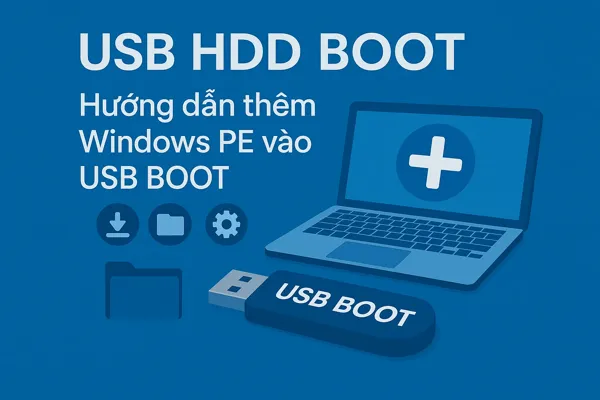 USB HDD BOOT
Hướng dẫn thêm
Windows PE vào
USB BOOT
USB BOOT